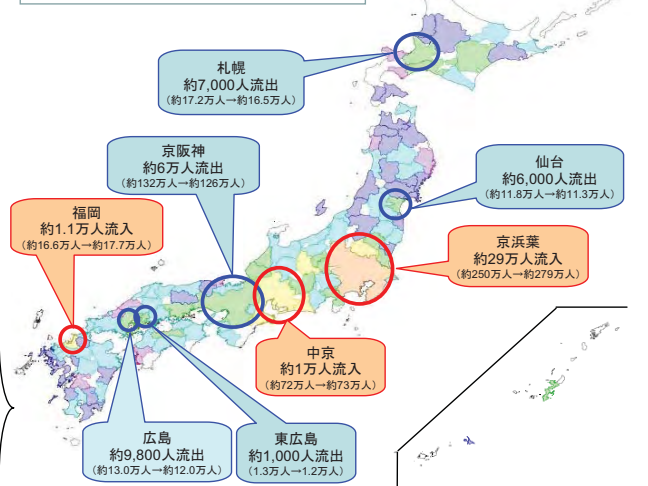 札幌
約7,000人流出
（約17.2万人→約16.5万人）
京阪神
約6万人流出
（約132万人→約126万人）
仙台
約6,000人流出
（約11.8万人→約11.3万人）
福岡
約1.1万人流入
（約16.6万人→約17.7万人）
京浜葉
約29万人流入
（約250万人→約279万人）
中京
約1万人流入
（約72万人→約73万人）
広島
約9,800人流出
（約13.0万人→約12.0万人）
東広島
約1,000人流出
（1.3万人→1.2万人）